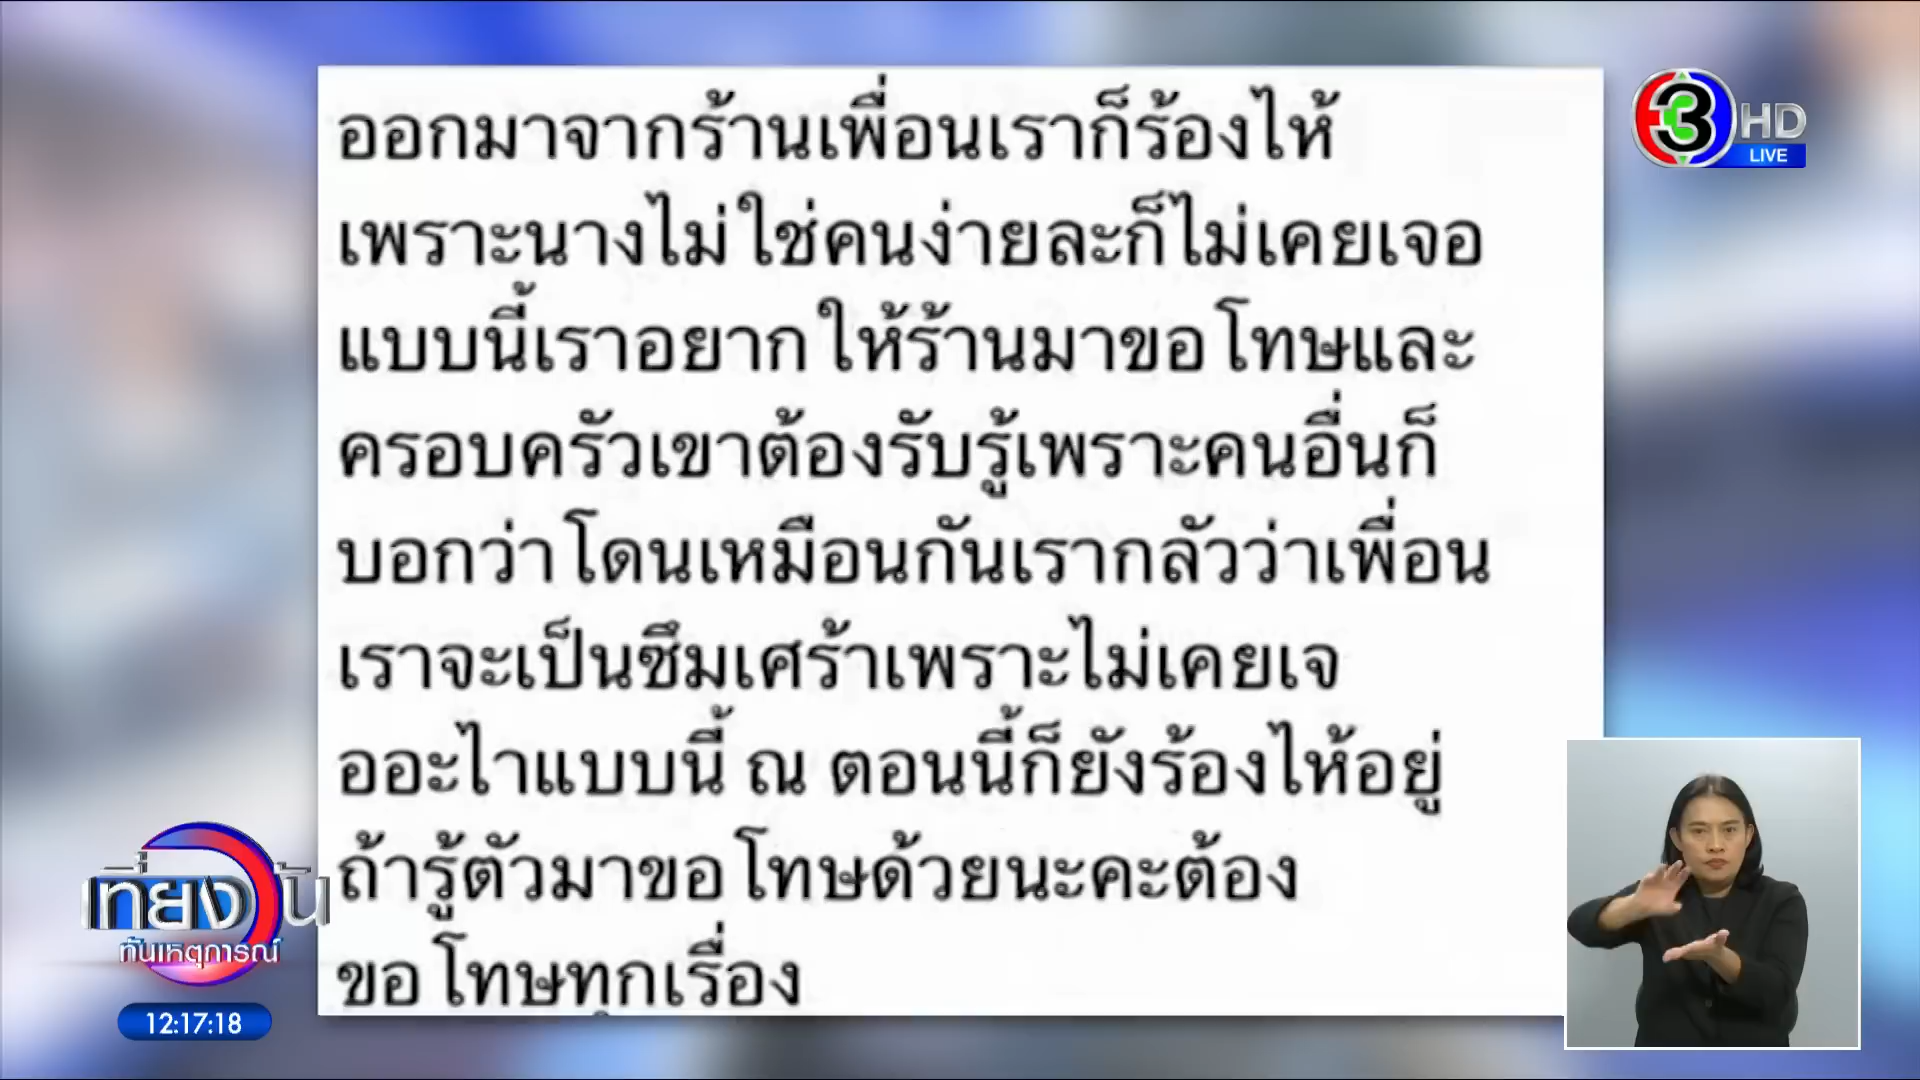 ออกมาจากร้านเพื่อนเราก็ร้องไห้
เพราะนางไม่ใช่คนง่ายละก็ไม่เคยเจอ
แบบนี้เราอยากให้ร้านมาขอโทษและ
ครอบครัวเขาต้องรับรู้เพราะคนอื่นก็
บอกว่าโดนเหมือนกันเรากลัวว่าเพื่อน
เราจะเป็นซึมเศร้าเพราะไม่เคยเจ
ออะไาแบบนี้ ณ ตอนนี้ก็ยังร้องไห้อยู่
ถ้ารู้ตัวมาขอโทษด้วยนะคะต้อง
ขอโทษทุกเรื่อง
3 HD
LIVE
เที่ยงวัน
ทันเหตุการณ์
12:17:18